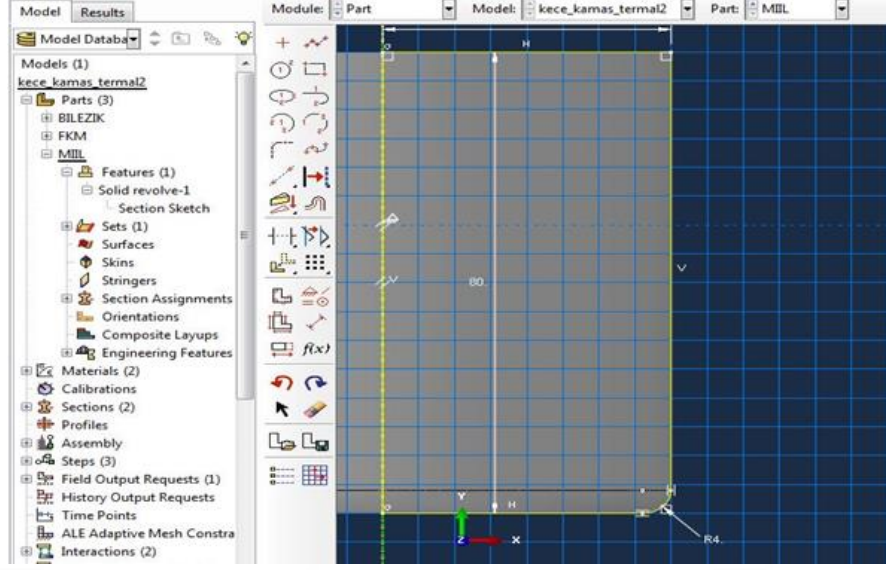 Model Results Module: Part Model: kece_kamas_termal2 Part: MIIL
Model Databa
Models (1)
kece_kamas_termal2
Parts (3)
BILEZIK
FKM
MIIL
Features (1)
Solid revolve-1
Section Sketch
Sets (1)
Surfaces
Skins
Stringers
Section Assignments
Orientations
Composite Layups
Engineering Features
Materials (2)
Calibrations
Sections (2)
Profiles
Assembly
Steps (3)
Field Output Requests (1)
History Output Requests
Time Points
ALE Adaptive Mesh Constra
Interactions (2)
f(x)
H
V
80.
V
Y
H
Z X
R4.